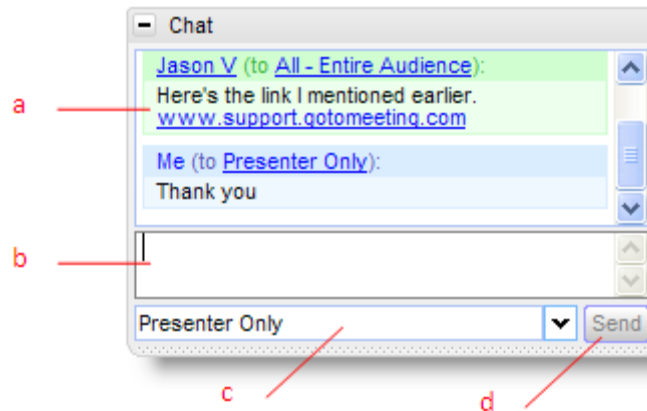 Chat
Jason V (to All - Entire Audience):
a
Here's the link I mentioned earlier.
www.support.gotomeeting.com
Me (to Presenter Only):
Thank you
b
Presenter Only
Send
c
d